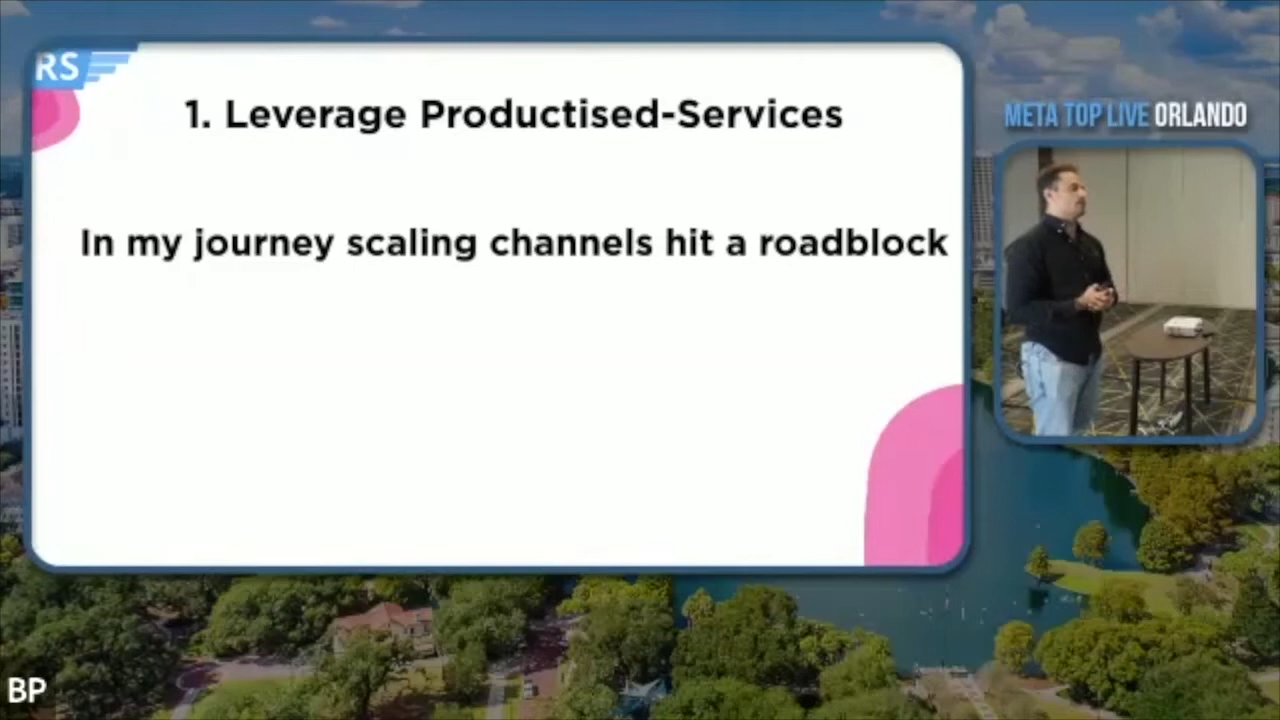 RS
1. Leverage Productised-Services
In my journey scaling channels hit a roadblock
META TOP LIVE ORLANDO
BP